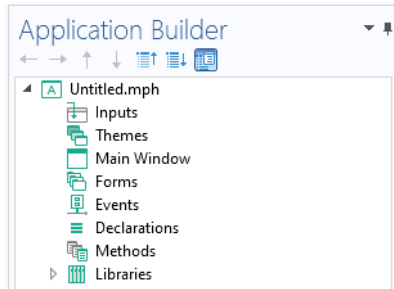 Application Builder
A Untitled.mph
Inputs
Themes
Main Window
Forms
Events
Declarations
Methods
Libraries